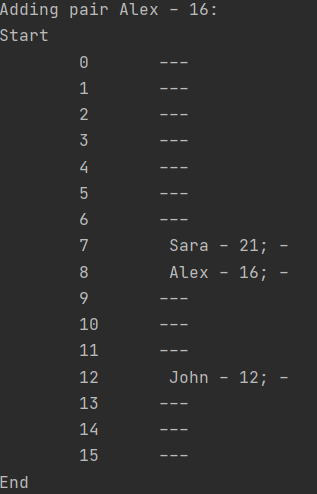 Adding pair Alex - 16:
Start
0 ---
1 ---
2 ---
3 ---
4 ---
5 ---
6 ---
7 Sara - 21; -
8 Alex - 16; -
9 ---
10 ---
11 ---
12 John - 12; -
13 ---
14 ---
15 ---
End